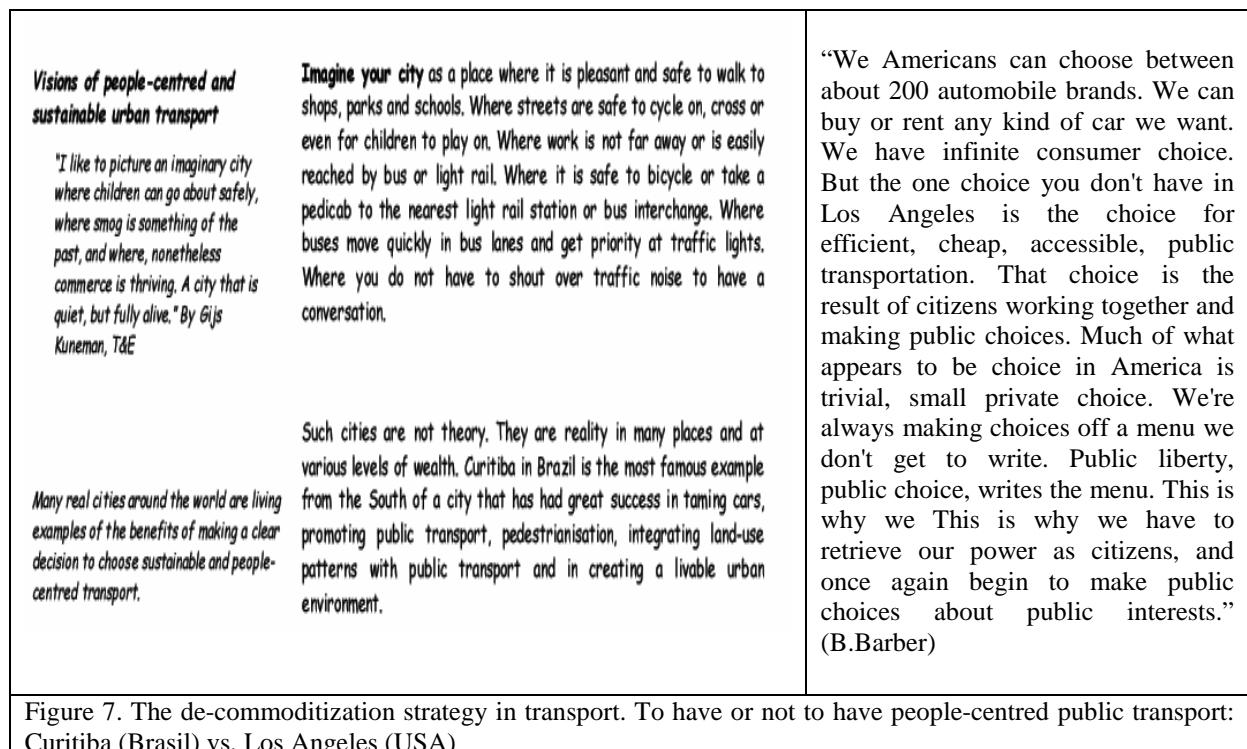 Visions of people-centred and
sustainable urban transport
"I like to picture an imaginary city
where children can go about safely,
where smog is something of the
past, and where, nonetheless
commerce is thriving. A city that is
quiet, but fully alive." By Gijs
Kuneman, T&E
Many real cities around the world are living
examples of the benefits of making a clear
decision to choose sustainable and people-
centred transport.
Imagine your city as a place where it is pleasant and safe to walk to
shops, parks and schools. Where streets are safe to cycle on, cross or
even for children to play on. Where work is not far away or is easily
reached by bus or light rail. Where it is safe to bicycle or take a
pedicab to the nearest light rail station or bus interchange. Where
buses move quickly in bus lanes and get priority at traffic lights.
Where you do not have to shout over traffic noise to have a
conversation.
Such cities are not theory. They are reality in many places and at
various levels of wealth. Curitiba in Brazil is the most famous example
from the South of a city that has had great success in taming cars,
promoting public transport, pedestrianisation, integrating land-use
patterns with public transport and in creating a livable urban
environment.
“We Americans can choose between
about 200 automobile brands. We can
buy or rent any kind of car we want.
We have infinite consumer choice.
But the one choice you don't have in
Los Angeles is the choice for
efficient, cheap, accessible, public
transportation. That choice is the
result of citizens working together and
making public choices. Much of what
appears to be choice in America is
trivial, small private choice. We're
always making choices off a menu we
don't get to write. Public liberty,
public choice, writes the menu. This is
why we This is why we have to
retrieve our power as citizens, and
once again begin to make public
choices about public interests.”
(B.Barber)
Figure 7. The de-commoditization strategy in transport. To have or not to have people-centred public transport:
Curitiba (Brasil) vs. Los Angeles (USA)